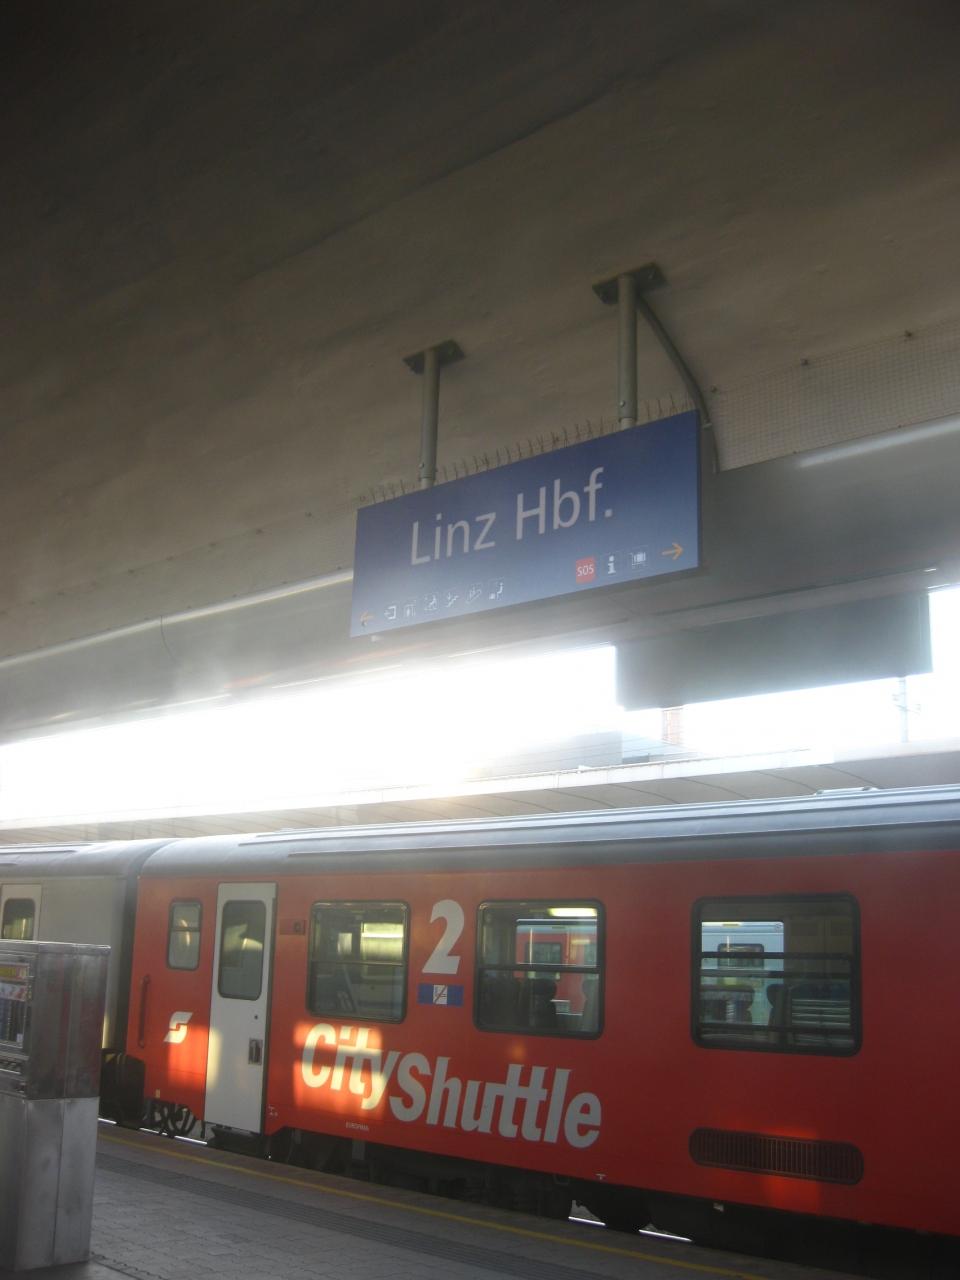 Linz Hbf.
SOS i
2
CityShuttle